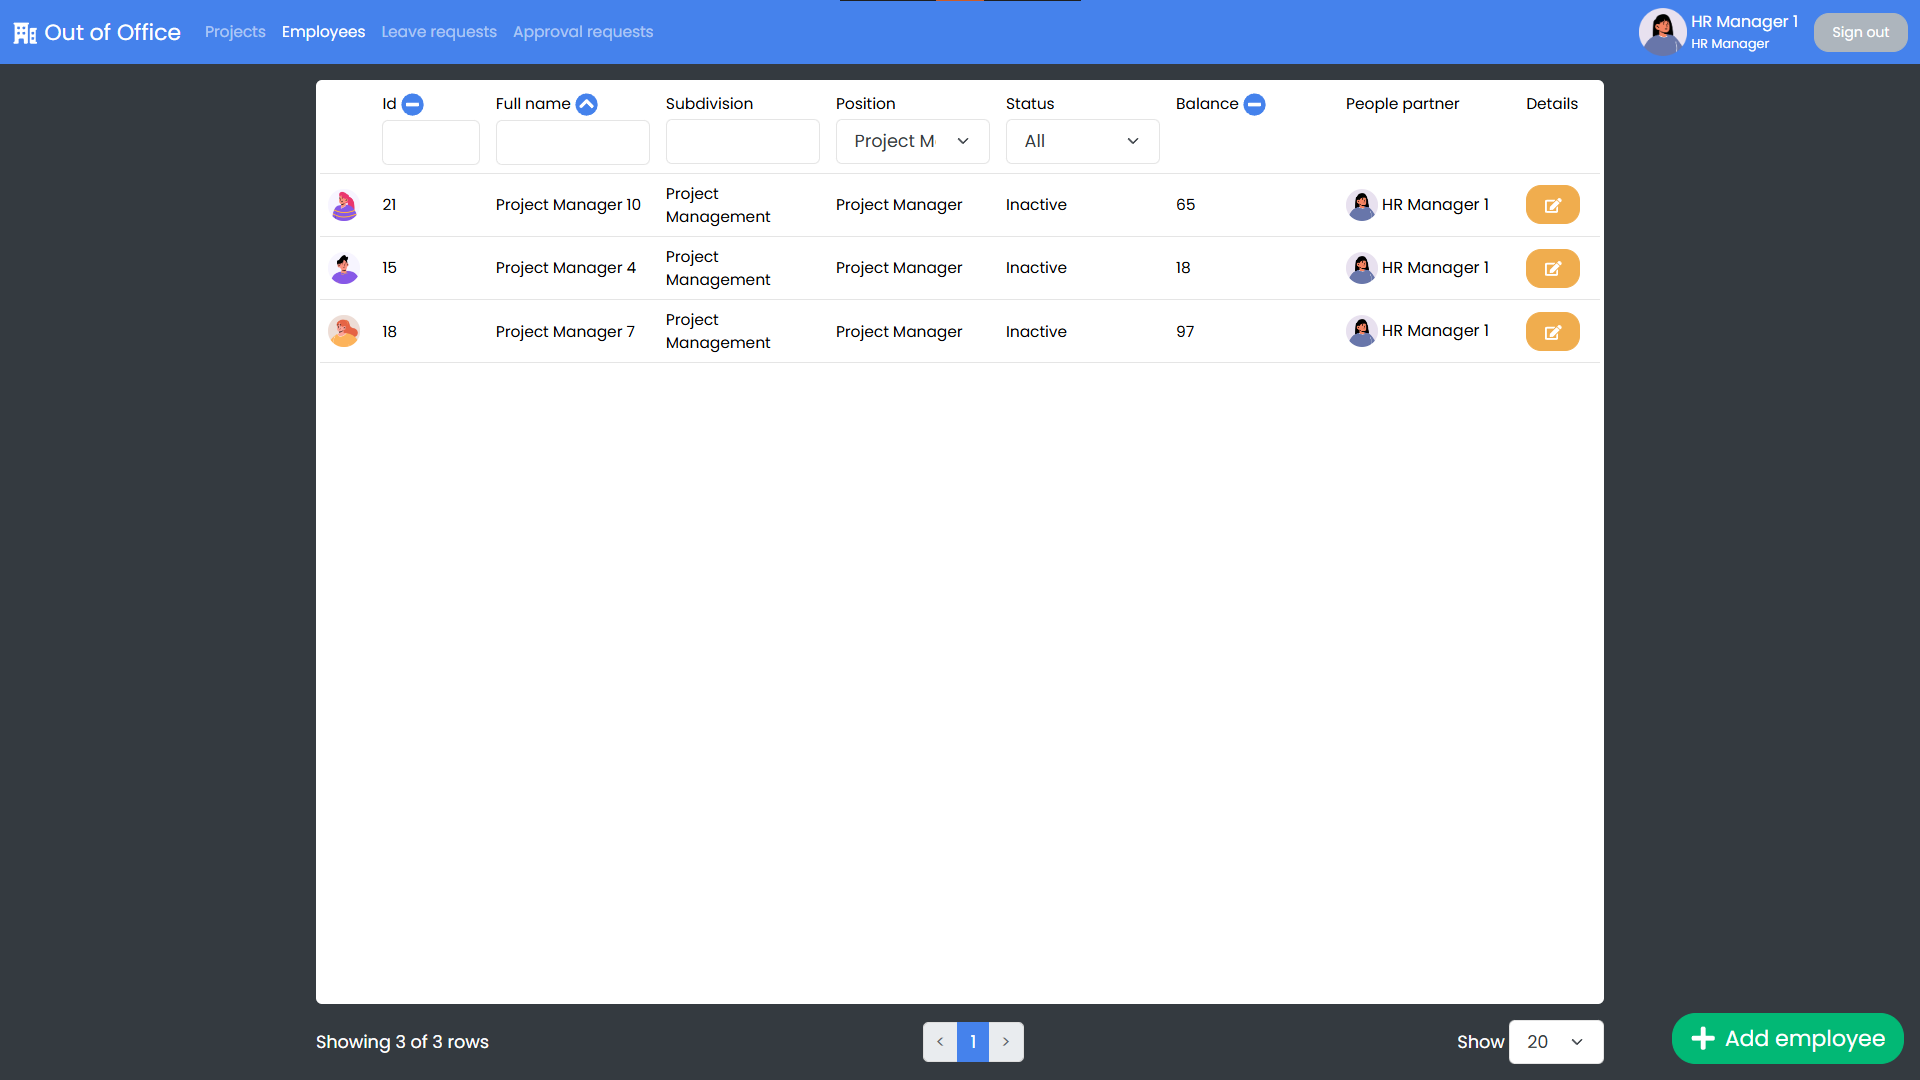 Out of Office Projects Employees Leave requests Approval requests HR Manager 1 HR Manager Sign out
Id Full name Subdivision Position Status Balance People partner Details
Project M All
21 Project Manager 10 Project Management Project Manager Inactive 65 HR Manager 1
15 Project Manager 4 Project Management Project Manager Inactive 18 HR Manager 1
18 Project Manager 7 Project Management Project Manager Inactive 97 HR Manager 1
Showing 3 of 3 rows < 1 > Show 20 Add employee